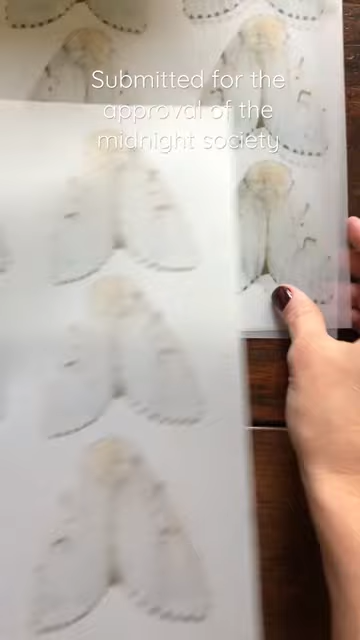 Submitted for the
approval of the
midnight society